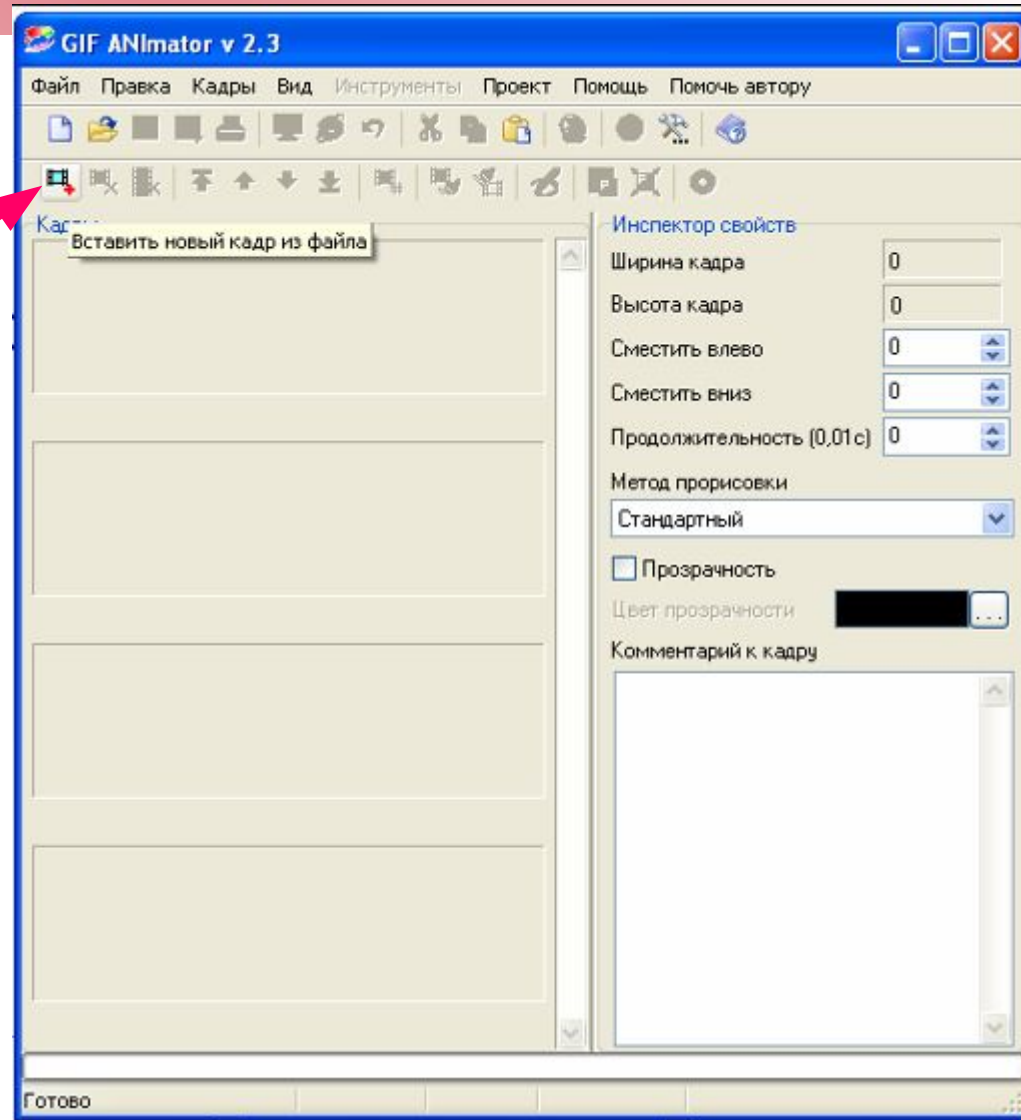 GIF ANImator v 2.3
Файл Правка Кадры Вид Инструменты Проект Помощь Помочь автору
Вставить новый кадр из файла
Инспектор свойств
Ширина кадра 0
Высота кадра 0
Сместить влево 0
Сместить вниз 0
Продолжительность (0,01с) 0
Метод прорисовки
Стандартный
Прозрачность
Цвет прозрачности ...
Комментарий к кадру
Готово